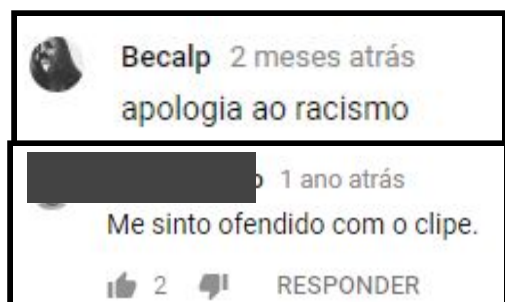 Becalp 2 meses atrás
apologia ao racismo
1 ano atrás
Me sinto ofendido com o clipe.
2 RESPONDER